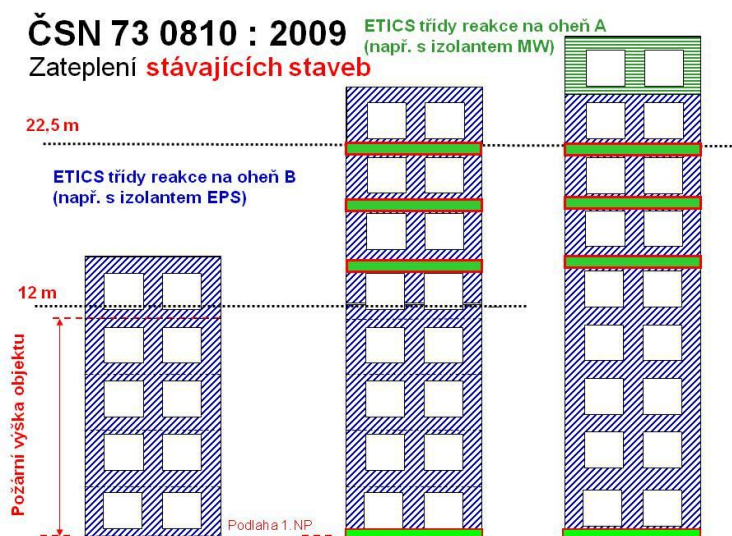 ČSN 73 0810 : 2009
Zateplení stávajících staveb
ETICS třídy reakce na oheň A
(např. s izolantem MW)
22,5 m
ETICS třídy reakce na oheň B
(např. s izolantem EPS)
12 m
Požární výška objektu
Podlaha 1. NP